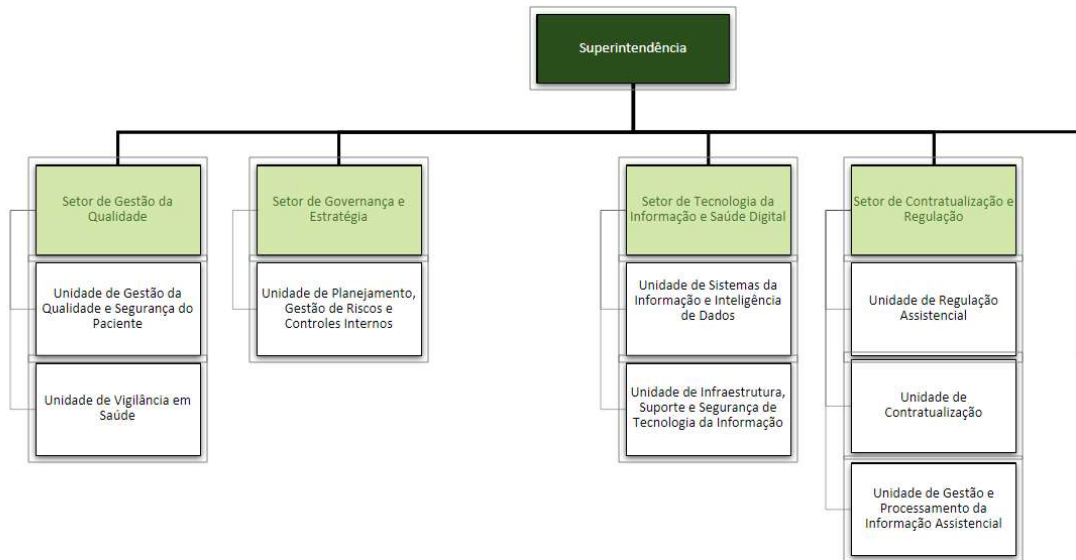 Superintendência
Setor de Gestão da
Qualidade
Unidade de Gestão da
Qualidade e Segurança do
Paciente
Unidade de Vigilância em
Saúde
Setor de Governança e
Estratégia
Unidade de Planejamento,
Gestão de Riscos e
Controles Internos
Setor de Tecnologia da
Informação e Saúde Digital
Unidade de Sistemas da
Informação e Inteligência
de Dados
Unidade de Infraestrutura,
Suporte e Segurança de
Tecnologia da Informação
Setor de Contratualização e
Regulação
Unidade de Regulação
Assistencial
Unidade de
Contratualização
Unidade de Gestão e
Processamento da
Informação Assistencial